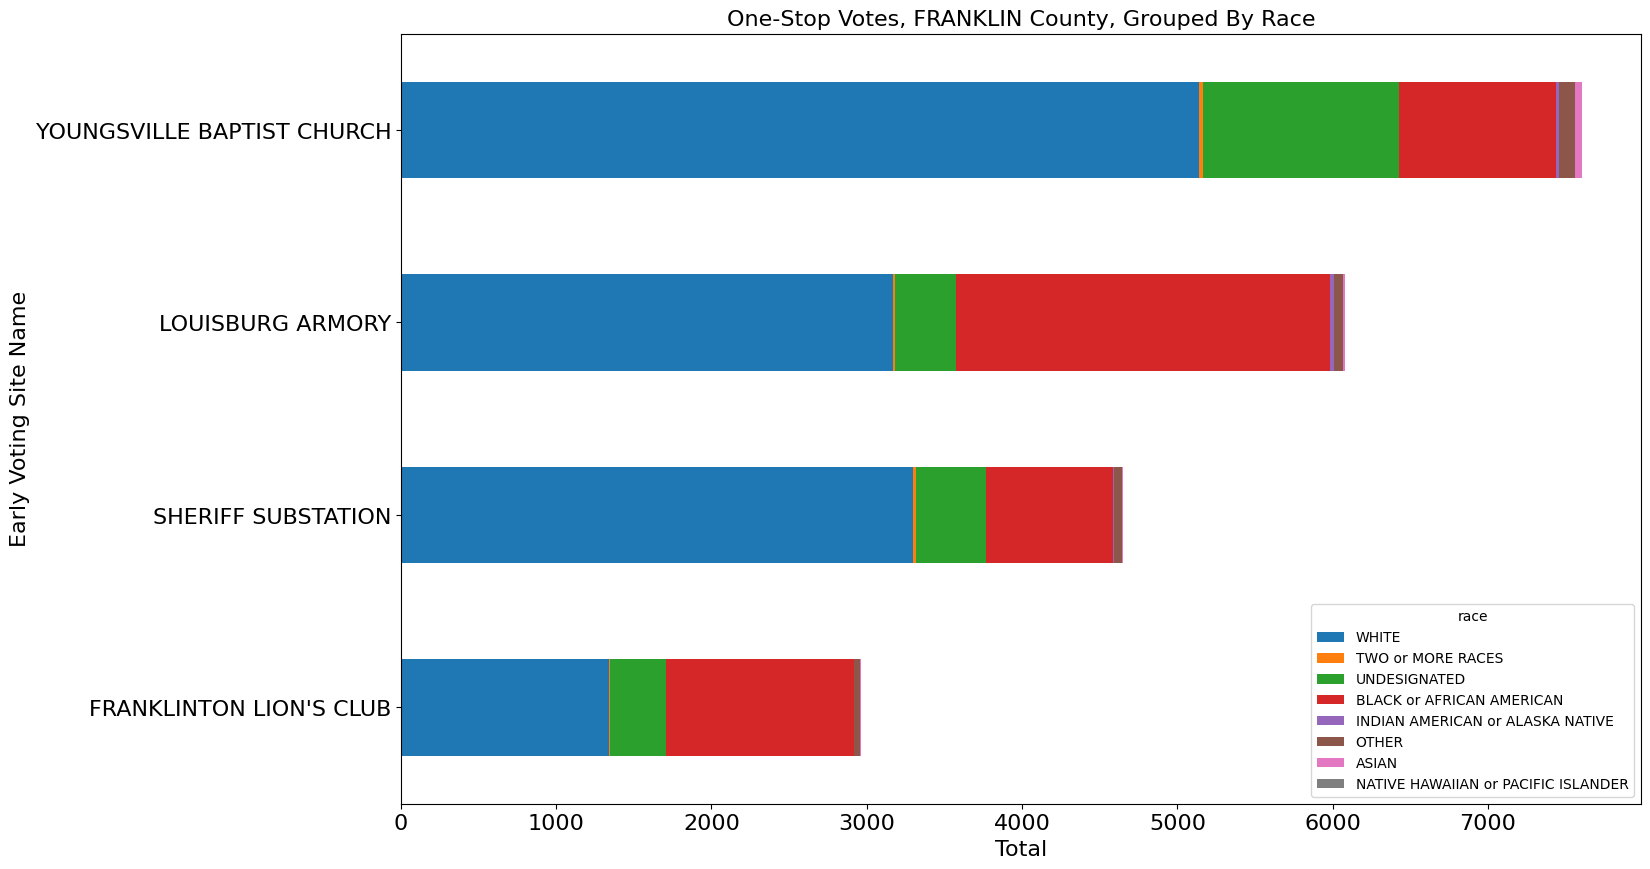 One-Stop Votes, FRANKLIN County, Grouped By Race
Early Voting Site Name
YOUNGSVILLE BAPTIST CHURCH
LOUISBURG ARMORY
SHERIFF SUBSTATION
FRANKLINTON LION'S CLUB
race
WHITE
TWO or MORE RACES
UNDESIGNATED
BLACK or AFRICAN AMERICAN
INDIAN AMERICAN or ALASKA NATIVE
OTHER
ASIAN
NATIVE HAWAIIAN or PACIFIC ISLANDER
0 1000 2000 3000 4000 5000 6000 7000
Total